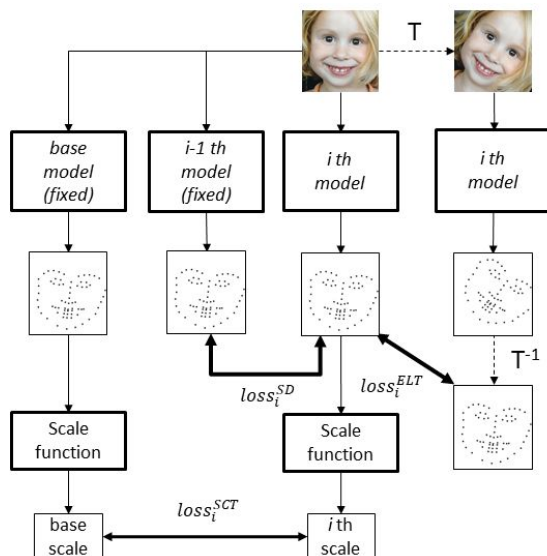 T
base
model
(fixed)
i-1 th
model
(fixed)
i th
model
i th
model
T⁻¹
loss_i^{SD}
loss_i^{ELT}
Scale
function
Scale
function
loss_i^{SCT}
base
scale
i th
scale